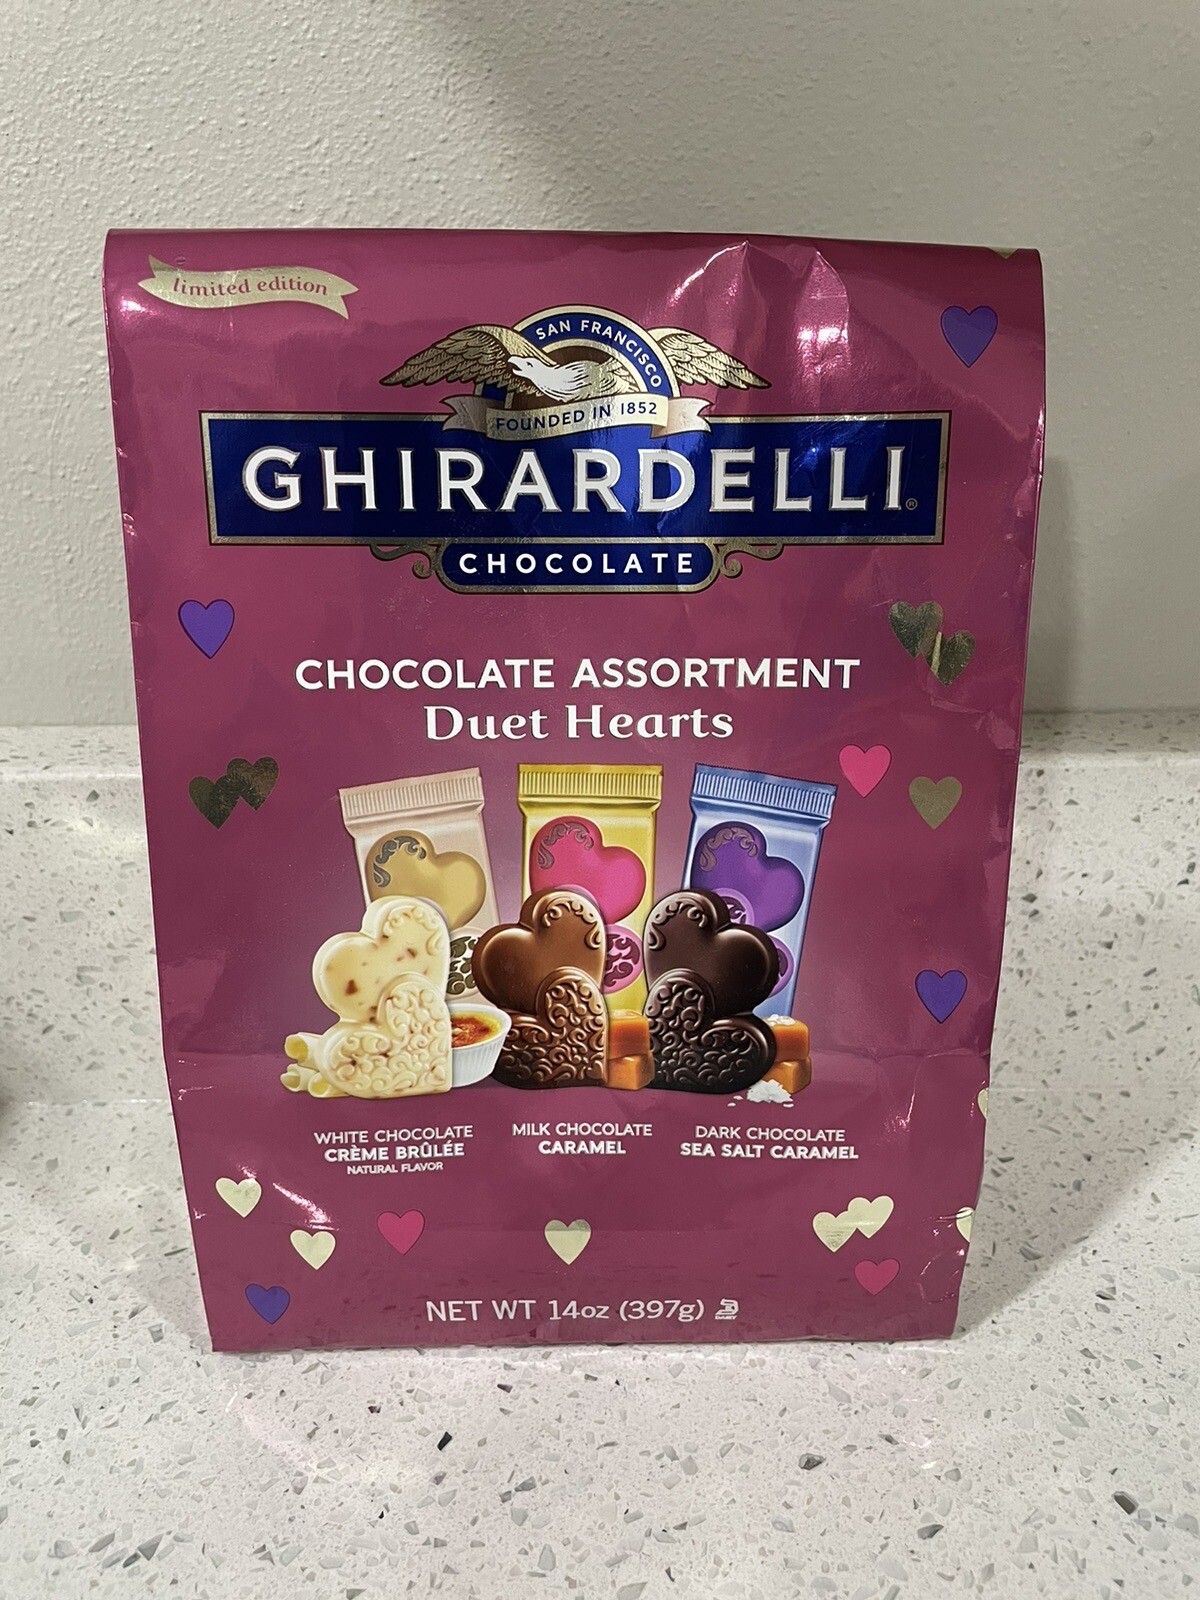 limited edition
SAN FRANCISCO
FOUNDED IN 1852
GHIRARDELLI®
CHOCOLATE
CHOCOLATE ASSORTMENT
Duet Hearts
WHITE CHOCOLATE
CRÈME BRÛLÉE
NATURAL FLAVOR
MILK CHOCOLATE
CARAMEL
DARK CHOCOLATE
SEA SALT CARAMEL
NET WT 14oz (397g)
DAIRY